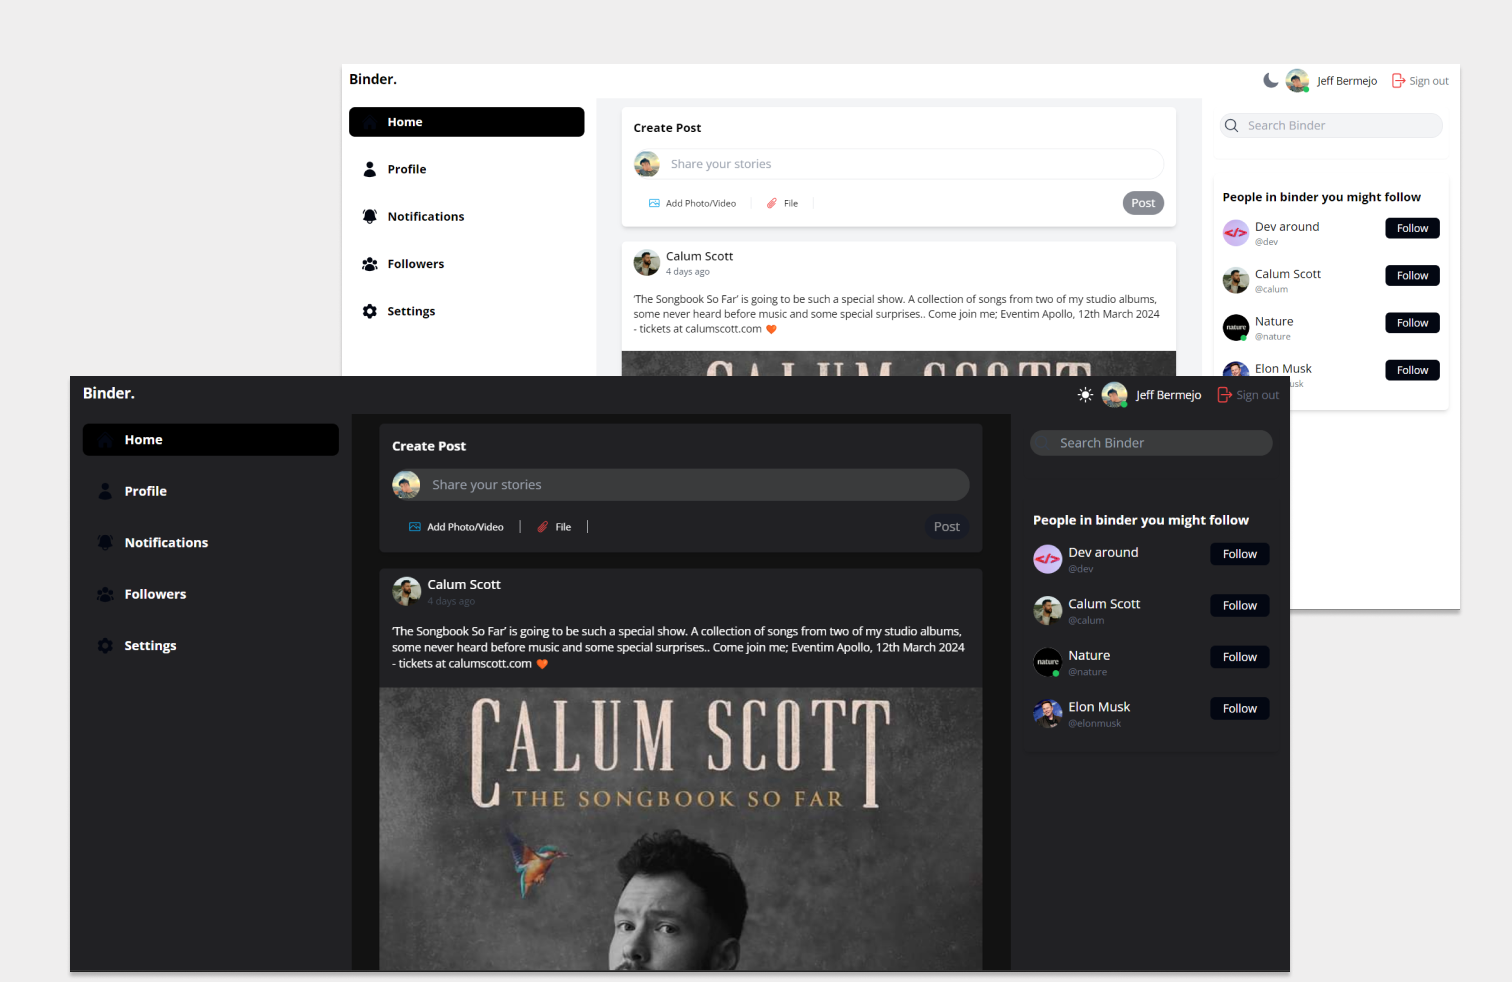 Binder.
Jeff Bermejo
Sign out
Home
Profile
Notifications
Followers
Settings
Create Post
Share your stories
Add Photo/Video
File
Post
Calum Scott
4 days ago
'The Songbook So Far' is going to be such a special show. A collection of songs from two of my studio albums,
some never heard before music and some special surprises.. Come join me; Eventim Apollo, 12th March 2024
- tickets at calumscott.com 🧡
CALUM SCOTT
Search Binder
People in binder you might follow
Dev around
@dev
Follow
</>
Calum Scott
@calum
Follow
Nature
@nature
Follow
nature
Elon Musk
usk
Follow
Binder.
Jeff Bermejo
Sign out
Home
Profile
Notifications
Followers
Settings
Create Post
Share your stories
Add Photo/Video
File
Post
Calum Scott
4 days ago
'The Songbook So Far' is going to be such a special show. A collection of songs from two of my studio albums,
some never heard before music and some special surprises.. Come join me; Eventim Apollo, 12th March 2024
- tickets at calumscott.com 🧡
CALUM SCOTT
THE SONGBOOK SO FAR
Search Binder
People in binder you might follow
Dev around
@dev
Follow
</>
Calum Scott
@calum
Follow
Nature
@nature
Follow
nature
Elon Musk
@elonmusk
Follow